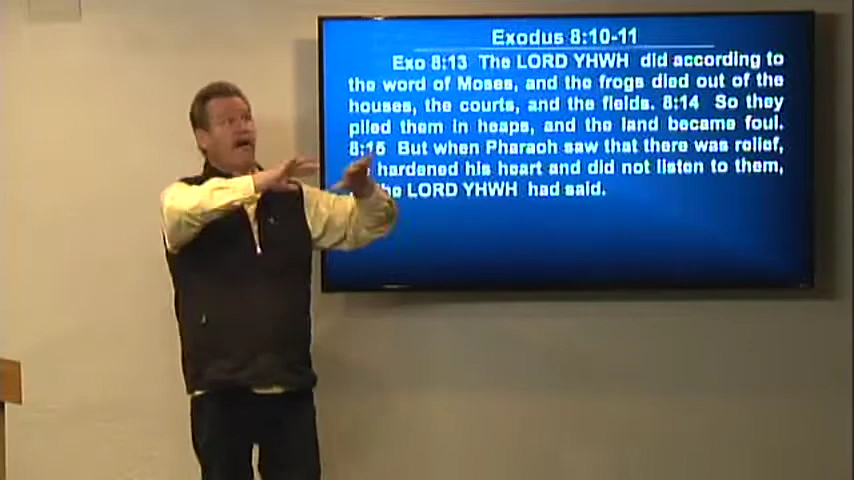 Exodus 8:10-11
Exo 8:13 The LORD YHWH did according to
the word of Moses, and the frogs died out of the
houses, the courts, and the fields. 8:14 So they
piled them in heaps, and the land became foul.
8:15 But when Pharaoh saw that there was relief,
hardened his heart and did not listen to them,
LORD YHWH had said.